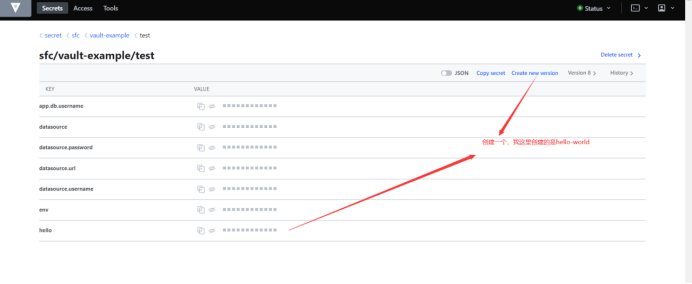 Secrets Access Tools Status
secret sfc vault-example test
sfc/vault-example/test
Delete secret
JSON Copy secret Create new version Version 8 History
KEY VALUE
app.db.username
datasource
创建一个，我这里创建的是hello-world
datasource.password
datasource.url
datasource.username
env
hello